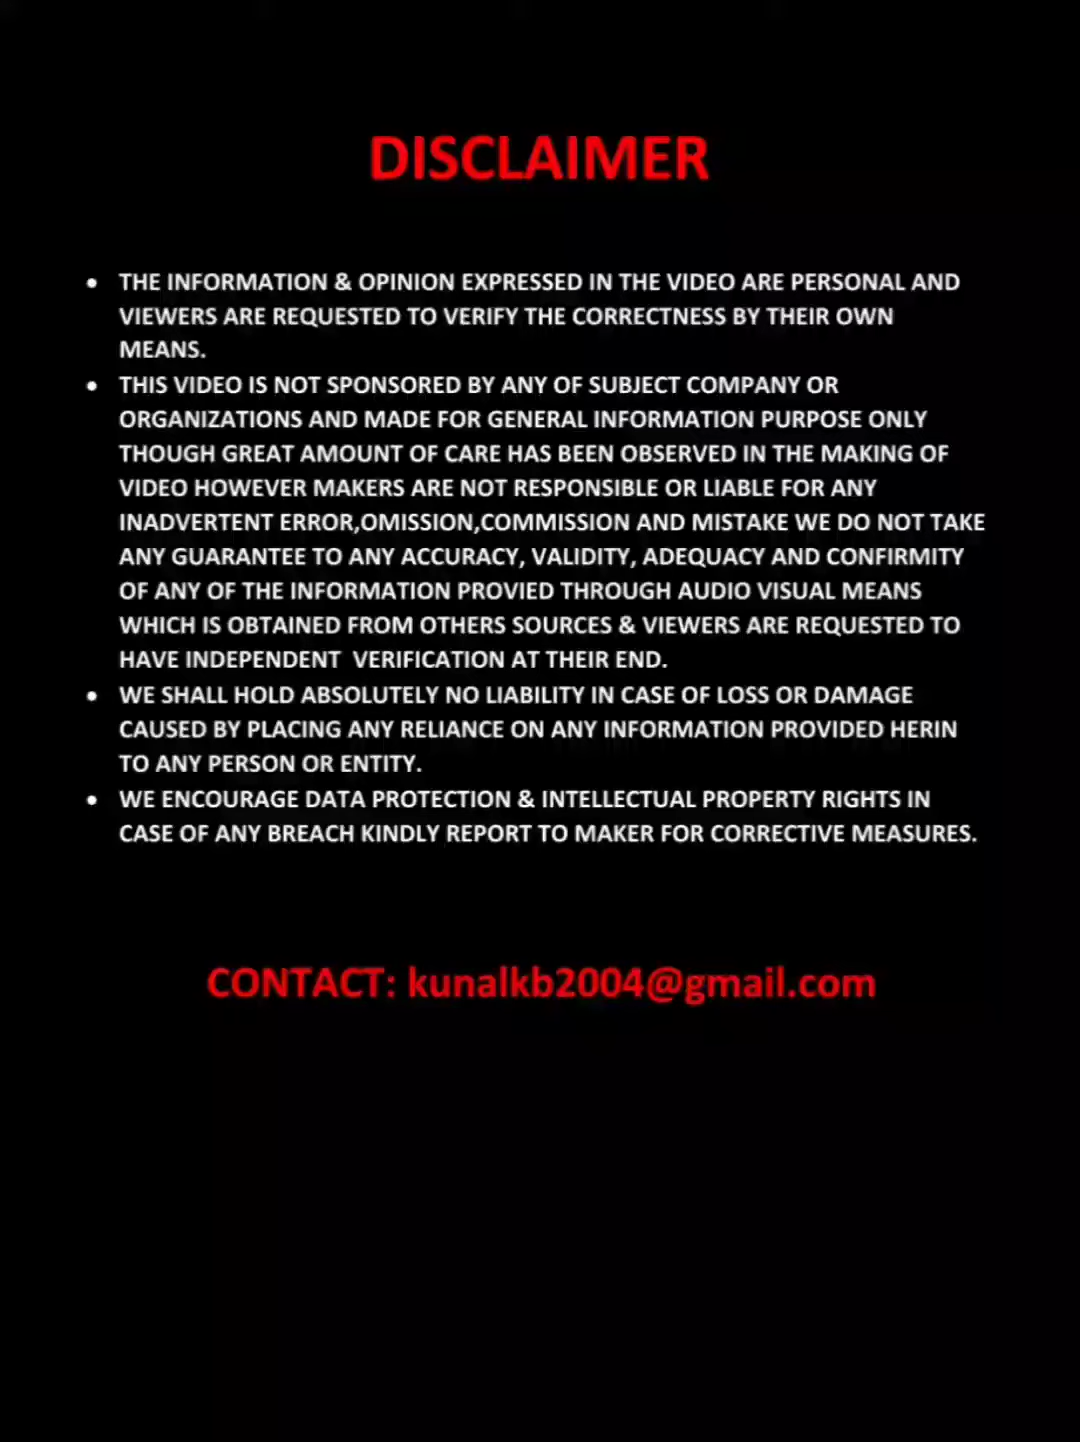 DISCLAIMER
• THE INFORMATION & OPINION EXPRESSED IN THE VIDEO ARE PERSONAL AND
VIEWERS ARE REQUESTED TO VERIFY THE CORRECTNESS BY THEIR OWN
MEANS.
• THIS VIDEO IS NOT SPONSORED BY ANY OF SUBJECT COMPANY OR
ORGANIZATIONS AND MADE FOR GENERAL INFORMATION PURPOSE ONLY
THOUGH GREAT AMOUNT OF CARE HAS BEEN OBSERVED IN THE MAKING OF
VIDEO HOWEVER MAKERS ARE NOT RESPONSIBLE OR LIABLE FOR ANY
INADVERTENT ERROR,OMISSION,COMMISSION AND MISTAKE WE DO NOT TAKE
ANY GUARANTEE TO ANY ACCURACY, VALIDITY, ADEQUACY AND CONFIRMITY
OF ANY OF THE INFORMATION PROVIED THROUGH AUDIO VISUAL MEANS
WHICH IS OBTAINED FROM OTHERS SOURCES & VIEWERS ARE REQUESTED TO
HAVE INDEPENDENT  VERIFICATION AT THEIR END.
• WE SHALL HOLD ABSOLUTELY NO LIABILITY IN CASE OF LOSS OR DAMAGE
CAUSED BY PLACING ANY RELIANCE ON ANY INFORMATION PROVIDED HERIN
TO ANY PERSON OR ENTITY.
• WE ENCOURAGE DATA PROTECTION & INTELLECTUAL PROPERTY RIGHTS IN
CASE OF ANY BREACH KINDLY REPORT TO MAKER FOR CORRECTIVE MEASURES.
CONTACT: kunalkb2004@gmail.com